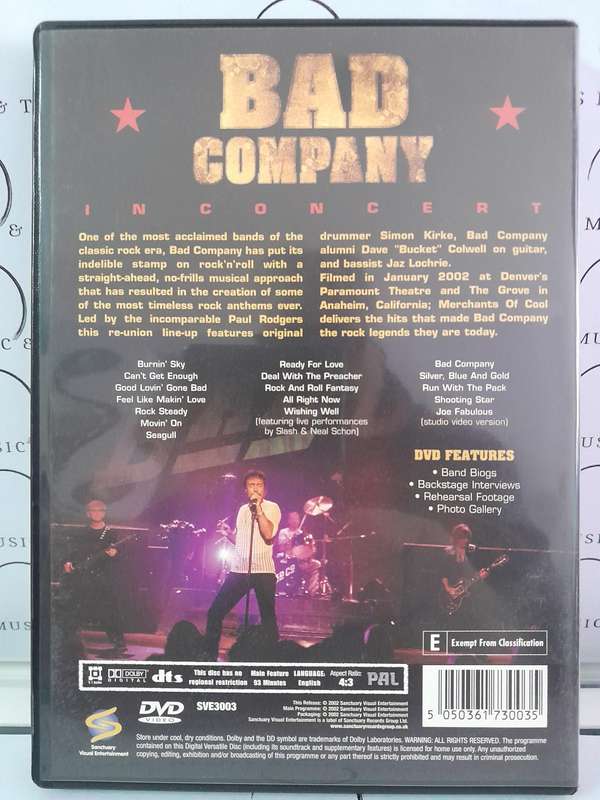 BAD
COMPANY
IN CONCERT
One of the most acclaimed bands of the
classic rock era, Bad Company has put its
indelible stamp on rock'n'roll with a
straight-ahead, no-frills musical approach
that has resulted in the creation of some
of the most timeless rock anthems ever.
Led by the incomparable Paul Rodgers
this re-union line-up features original
drummer Simon Kirke, Bad Company
alumni Dave "Bucket" Colwell on guitar,
and bassist Jaz Lochrie.
Filmed in January 2002 at Denver's
Paramount Theatre and The Grove in
Anaheim, California; Merchants Of Cool
delivers the hits that made Bad Company
the rock legends they are today.
Burnin' Sky
Can't Get Enough
Good Lovin' Gone Bad
Feel Like Makin' Love
Rock Steady
Movin' On
Seagull
Ready For Love
Deal With The Preacher
Rock And Roll Fantasy
All Right Now
Wishing Well
(featuring live performances
by Slash & Neal Schon)
Bad Company
Silver, Blue And Gold
Run With The Pack
Shooting Star
Joe Fabulous
(studio video version)
DVD FEATURES
• Band Biogs
• Backstage Interviews
• Rehearsal Footage
• Photo Gallery
E Exempt From Classification
DOLBY
DIGITAL
dts
This disc has no
regional restriction
Main Feature
93 Minutes
LANGUAGE:
English
Aspect Ratio:
4:3
PAL
Sanctuary
Visual Entertainment
DVD
VIDEO
SVE3003
This Release: © 2002 Sanctuary Visual Entertainment
Main Programme: © 2002 Sanctuary Visual Entertainment
Packaging: © 2002 Sanctuary Visual Entertainment
Sanctuary Visual Entertainment is a label of Sanctuary Records Group Ltd.
www.sanctuaryrecordsgroup.co.uk
5 050361 730035
Store under cool, dry conditions. Dolby and the DD symbol are trademarks of Dolby Laboratories. WARNING: ALL RIGHTS RESERVED. The programme
contained on this Digital Versatile Disc (including its soundtrack and supplementary features) is licensed for home use only. Any unauthorized
copying, editing, exhibition and/or broadcasting of this programme or any part thereof is strictly prohibited and may result in criminal prosecution.